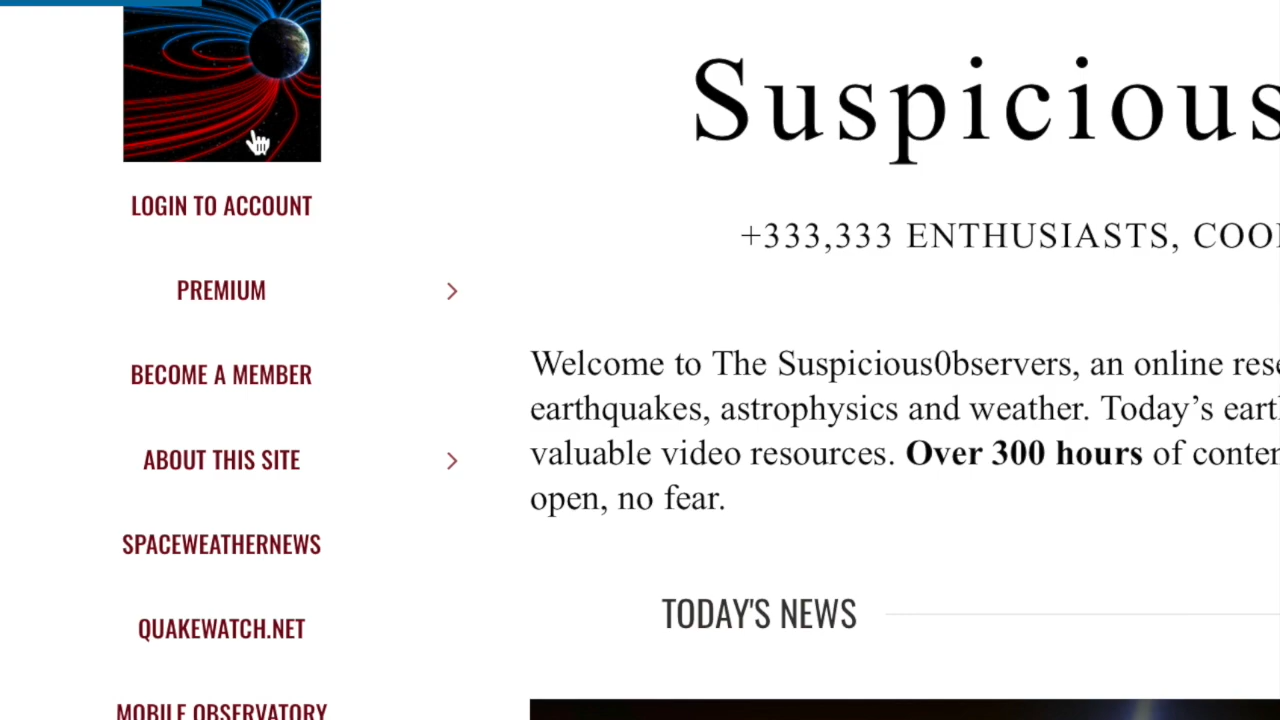 Suspicious
+333,333 ENTHUSIASTS,
LOGIN TO ACCOUNT
PREMIUM
BECOME A MEMBER
ABOUT THIS SITE
SPACEWEATHERNEWS
QUAKEWATCH.NET
MOBILE OBSERVATORY
Welcome to The Suspicious0bservers, an online
earthquakes, astrophysics and weather. Today’s
valuable video resources. Over 300 hours of
open, no fear.
TODAY'S NEWS